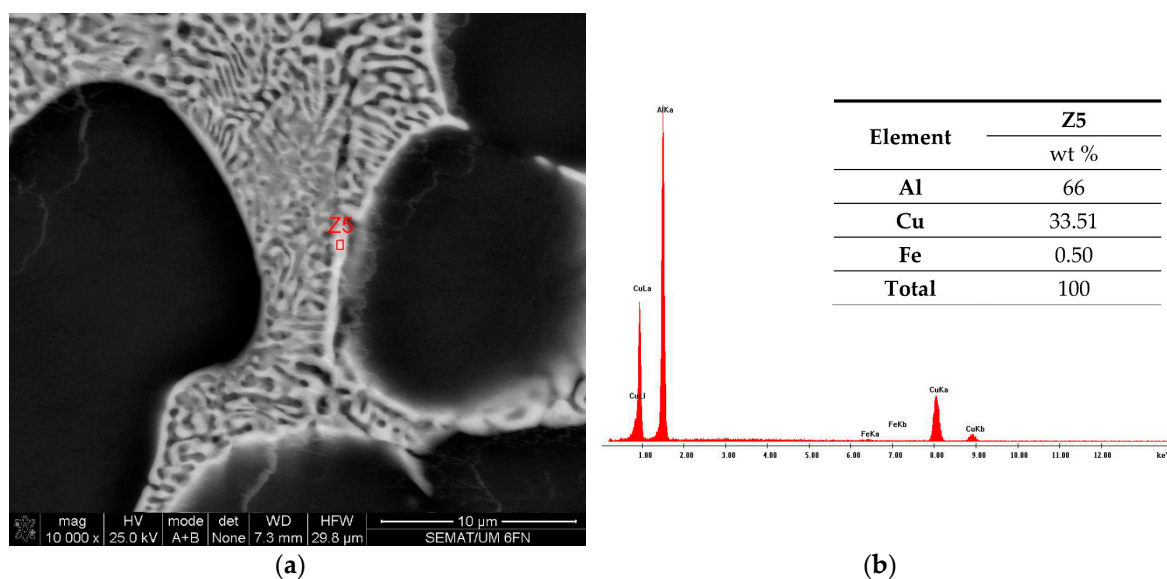 Z5
mag HV mode det WD HFW 10 µm
10 000 x 25.0 kV A+B None 7.3 mm 29.8 µm SEMAT/UM 6FN
(a)
AlKa
CuLa
CuLl
FeKa
FeKb
CuKa
CuKb
1.00 2.00 3.00 4.00 5.00 6.00 7.00 8.00 9.00 10.00 11.00 12.00 keV
Element Z5
wt %
Al 66
Cu 33.51
Fe 0.50
Total 100
(b)